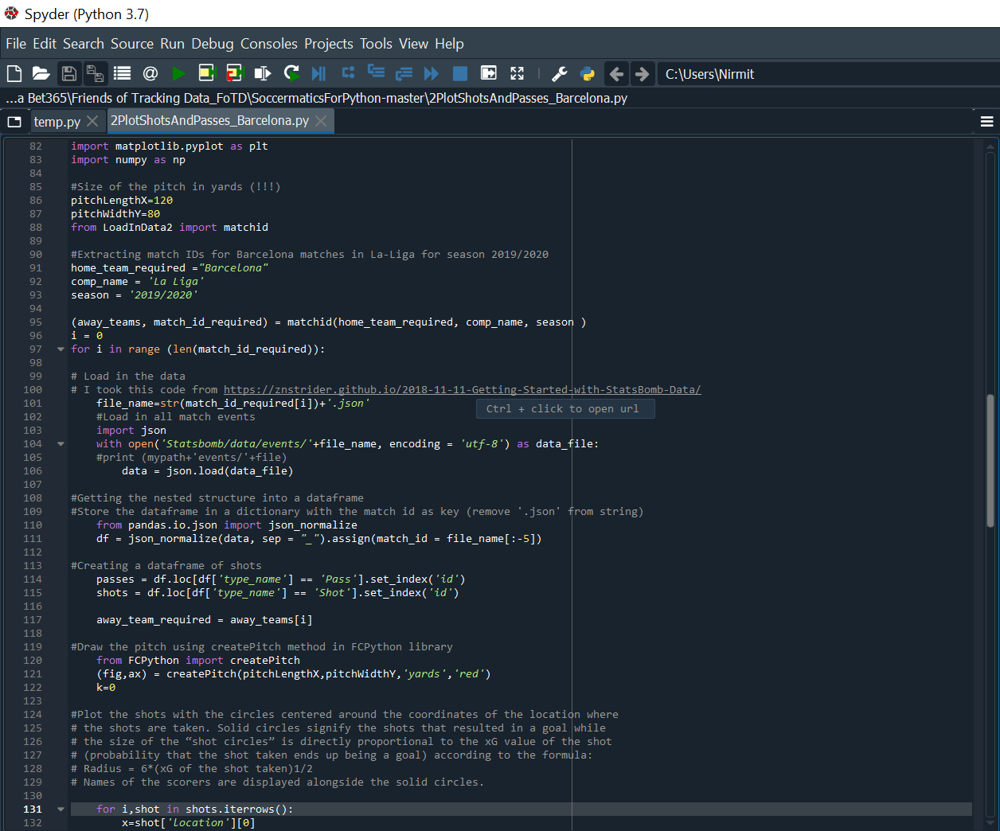 Spyder (Python 3.7)
File Edit Search Source Run Debug Consoles Projects Tools View Help
C:\Users\Nirmit
...a Bet365\Friends of Tracking Data_FoTD\SoccermaticsForPython-master\2PlotShotsAndPasses_Barcelona.py
temp.py 2PlotShotsAndPasses_Barcelona.py
82 import matplotlib.pyplot as plt
83 import numpy as np
84
85 #Size of the pitch in yards (!!!)
86 pitchLengthX=120
87 pitchWidthY=80
88 from LoadInData2 import matchid
89
90 #Extracting match IDs for Barcelona matches in La-Liga for season 2019/2020
91 home_team_required ="Barcelona"
92 comp_name = 'La Liga'
93 season = '2019/2020'
94
95 (away_teams, match_id_required) = matchid(home_team_required, comp_name, season )
96 i = 0
97 for i in range (len(match_id_required)):
98
99 # Load in the data
100 # I took this code from https://znstrider.github.io/2018-11-11-Getting-Started-with-StatsBomb-Data/
101 file_name=str(match_id_required[i])+'.json'
Ctrl + click to open url
102 #Load in all match events
103 import json
104 with open('Statsbomb/data/events/'+file_name, encoding = 'utf-8') as data_file:
105 #print (mypath+'events/'+file)
106 data = json.load(data_file)
107
108 #Getting the nested structure into a dataframe
109 #Store the dataframe in a dictionary with the match id as key (remove '.json' from string)
110 from pandas.io.json import json_normalize
111 df = json_normalize(data, sep = "_").assign(match_id = file_name[:-5])
112
113 #Creating a dataframe of shots
114 passes = df.loc[df['type_name'] == 'Pass'].set_index('id')
115 shots = df.loc[df['type_name'] == 'Shot'].set_index('id')
116
117 away_team_required = away_teams[i]
118
119 #Draw the pitch using createPitch method in FCPython library
120 from FCPython import createPitch
121 (fig,ax) = createPitch(pitchLengthX,pitchWidthY,'yards','red')
122 k=0
123
124 #Plot the shots with the circles centered around the coordinates of the location where
125 # the shots are taken. Solid circles signify the shots that resulted in a goal while
126 # the size of the “shot circles” is directly proportional to the xG value of the shot
127 # (probability that the shot taken ends up being a goal) according to the formula:
128 # Radius = 6*(xG of the shot taken)1/2
129 # Names of the scorers are displayed alongside the solid circles.
130
131 for i,shot in shots.iterrows():
132 x=shot['location'][0]